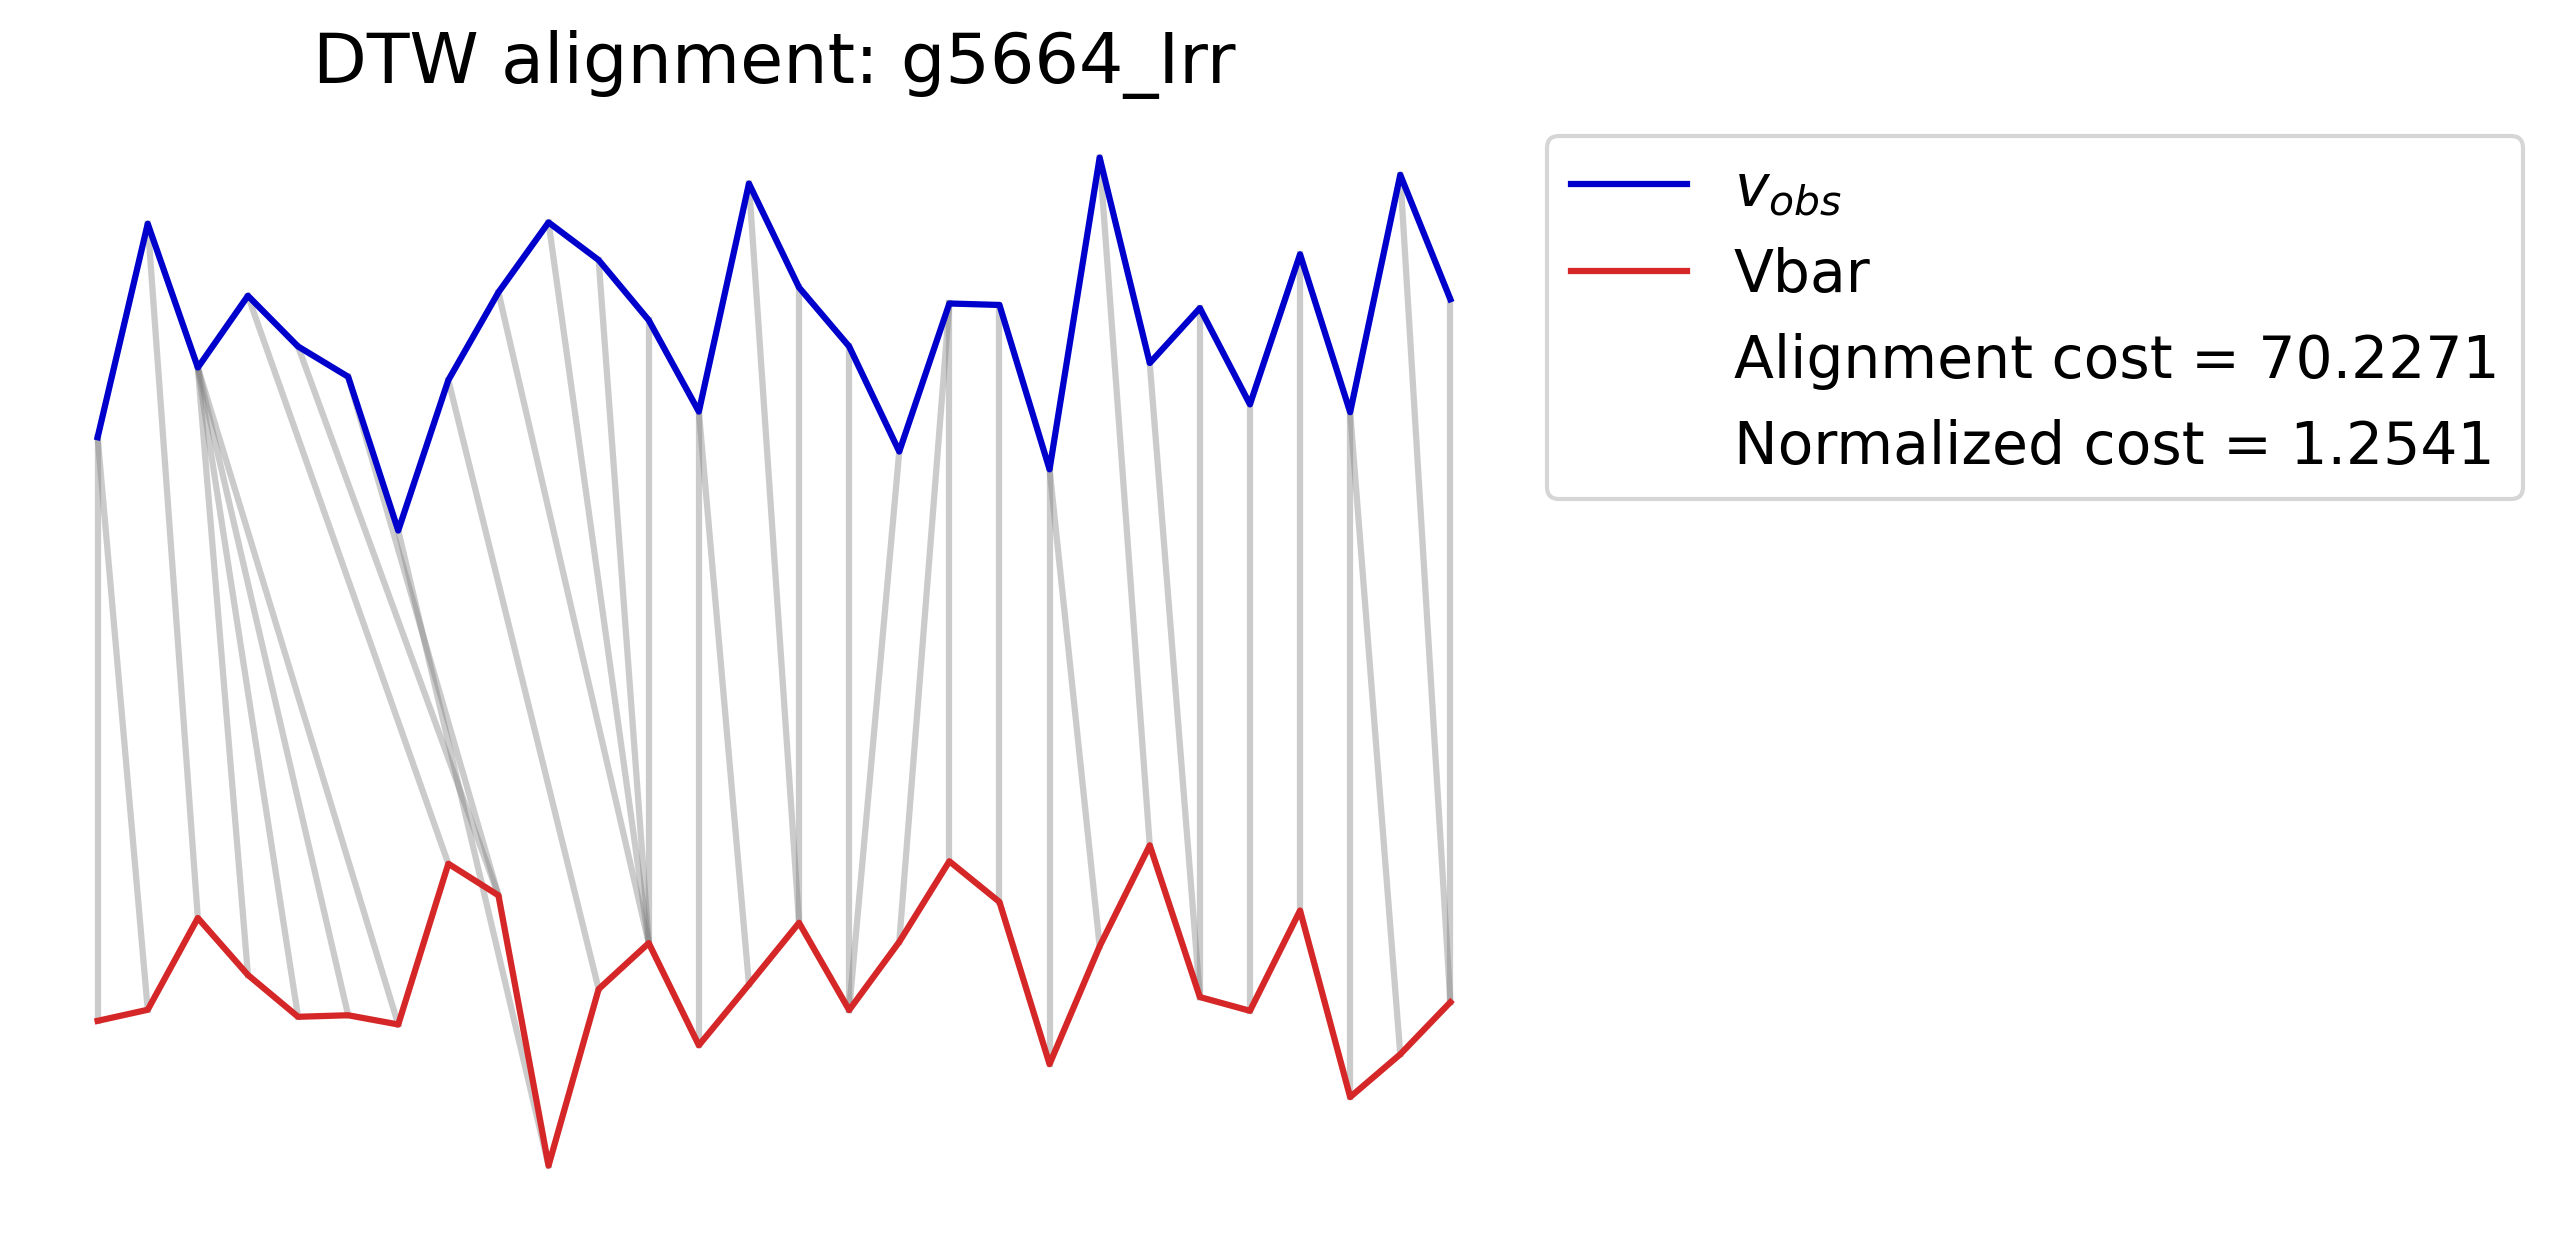 DTW alignment: g5664_Irr
v_obs
Vbar
Alignment cost = 70.2271
Normalized cost = 1.2541